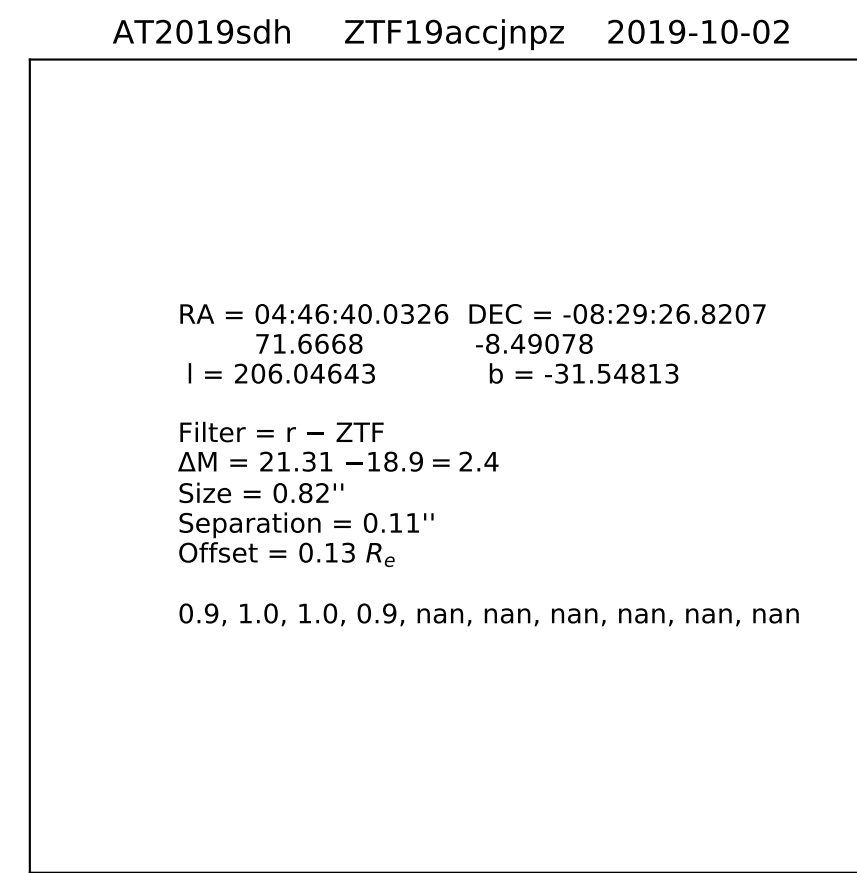 AT2019sdh ZTF19accjnpz 2019-10-02
RA = 04:46:40.0326 DEC = -08:29:26.8207
71.6668 -8.49078
l = 206.04643 b = -31.54813
Filter = r − ZTF
ΔM = 21.31 −18.9 = 2.4
Size = 0.82''
Separation = 0.11''
Offset = 0.13 Rₑ
0.9, 1.0, 1.0, 0.9, nan, nan, nan, nan, nan, nan